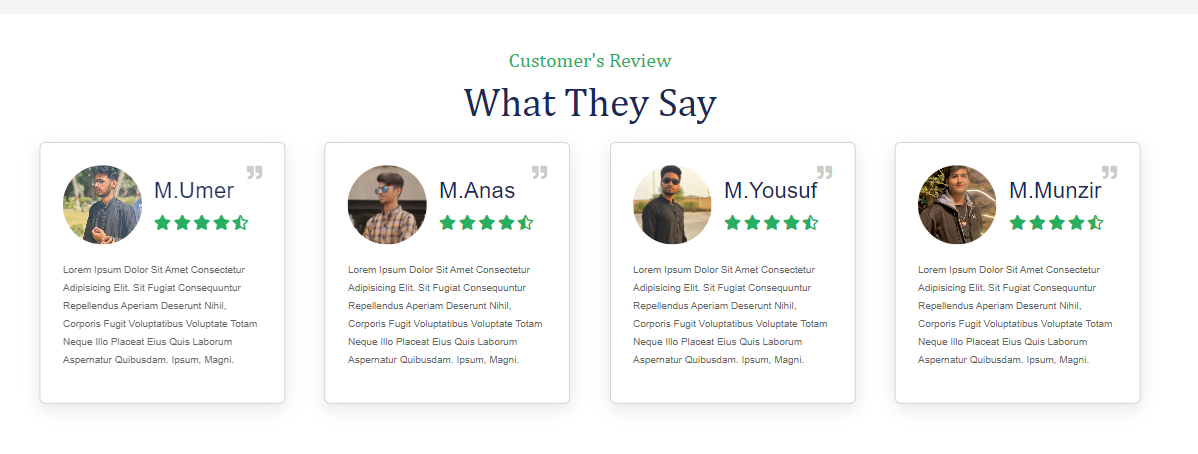 Customer's Review
What They Say
M.Umer
Lorem Ipsum Dolor Sit Amet Consectetur
Adipisicing Elit. Sit Fugiat Consequuntur
Repellendus Aperiam Deserunt Nihil,
Corporis Fugit Voluptatibus Voluptate Totam
Neque Illo Placeat Eius Quis Laborum
Aspernatur Quibusdam. Ipsum, Magni.
M.Anas
Lorem Ipsum Dolor Sit Amet Consectetur
Adipisicing Elit. Sit Fugiat Consequuntur
Repellendus Aperiam Deserunt Nihil,
Corporis Fugit Voluptatibus Voluptate Totam
Neque Illo Placeat Eius Quis Laborum
Aspernatur Quibusdam. Ipsum, Magni.
M.Yousuf
Lorem Ipsum Dolor Sit Amet Consectetur
Adipisicing Elit. Sit Fugiat Consequuntur
Repellendus Aperiam Deserunt Nihil,
Corporis Fugit Voluptatibus Voluptate Totam
Neque Illo Placeat Eius Quis Laborum
Aspernatur Quibusdam. Ipsum, Magni.
M.Munzir
Lorem Ipsum Dolor Sit Amet Consectetur
Adipisicing Elit. Sit Fugiat Consequuntur
Repellendus Aperiam Deserunt Nihil,
Corporis Fugit Voluptatibus Voluptate Totam
Neque Illo Placeat Eius Quis Laborum
Aspernatur Quibusdam. Ipsum, Magni.